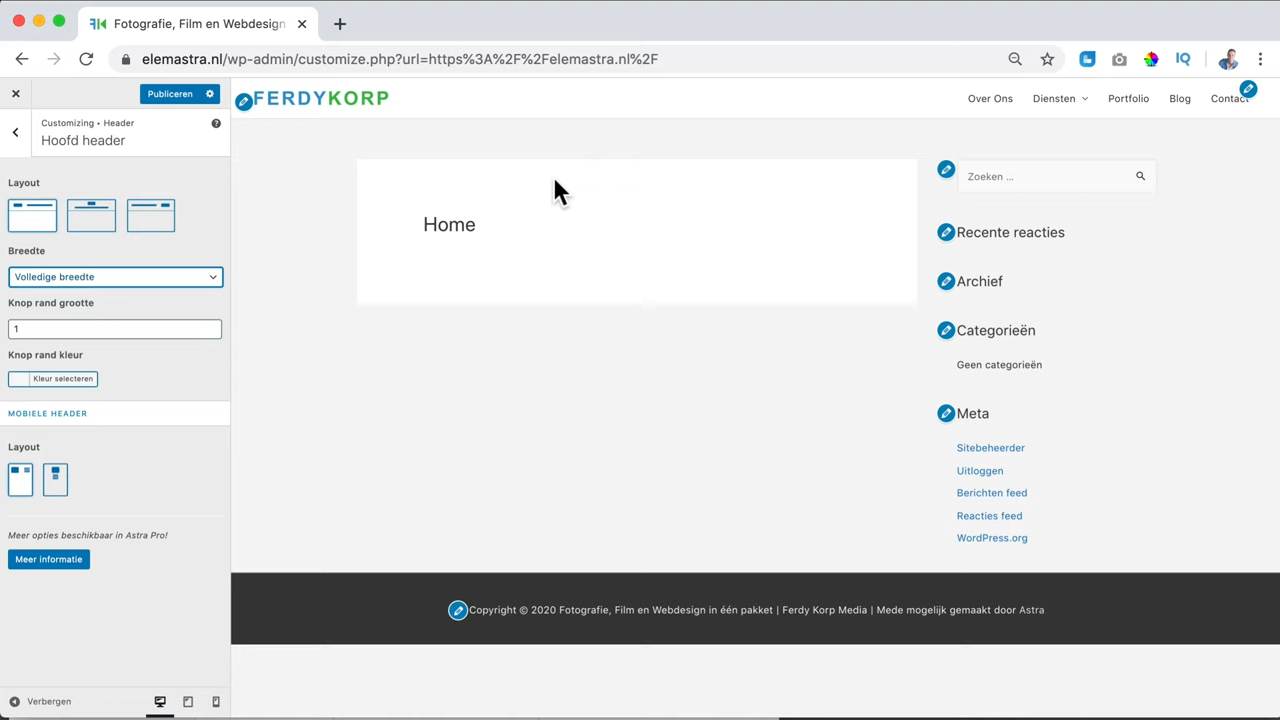 Fotografie, Film en Webdesign
elemastra.nl/wp-admin/customize.php?url=https%3A%2F%2Felemastra.nl%2F
IQ
Publiceren
Customizing • Header
Hoofd header
Layout
Breedte
Volledige breedte
Knop rand grootte
1
Knop rand kleur
Kleur selecteren
MOBIELE HEADER
Layout
Meer opties beschikbaar in Astra Pro!
Meer informatie
Verbergen
FERDYKORP
Over Ons Diensten Portfolio Blog Contact
Home
Zoeken ...
Recente reacties
Archief
Categorieën
Geen categorieën
Meta
Sitebeheerder
Uitloggen
Berichten feed
Reacties feed
WordPress.org
Copyright © 2020 Fotografie, Film en Webdesign in één pakket | Ferdy Korp Media | Mede mogelijk gemaakt door Astra